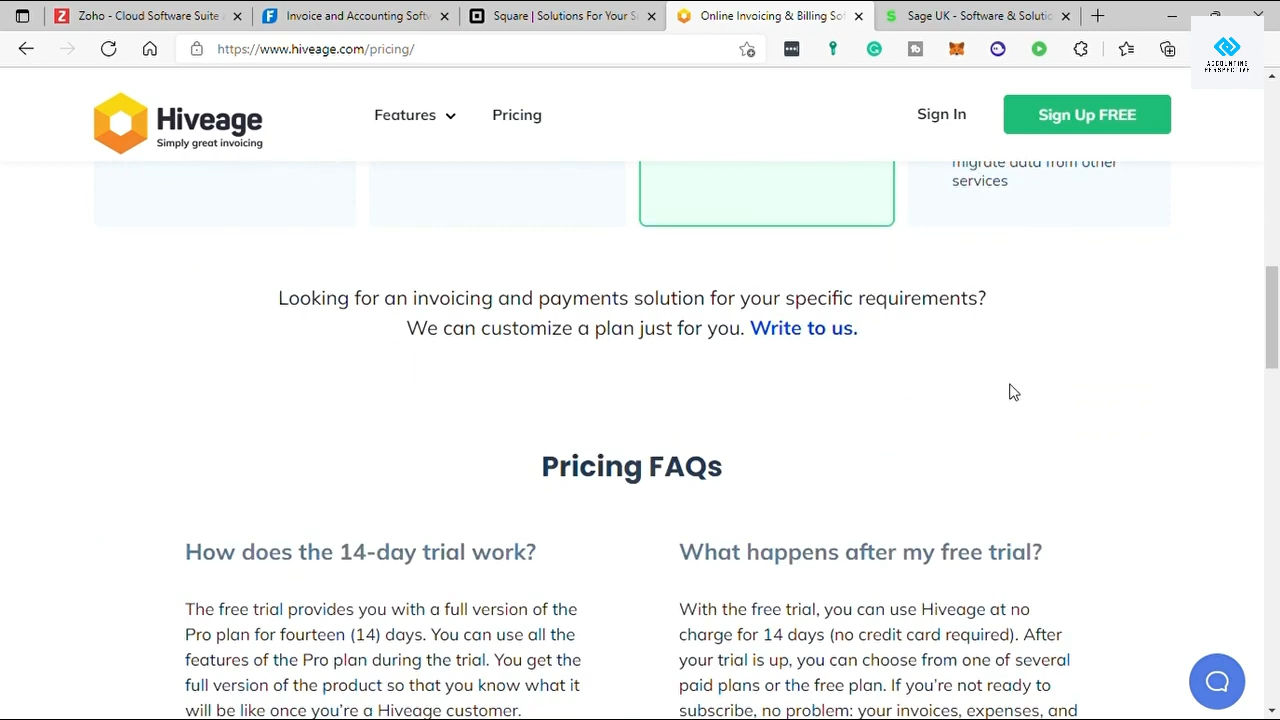 Zoho - Cloud Software Suite a
Invoice and Accounting Softw
Square | Solutions For Your S
Online Invoicing & Billing Sof
Sage UK - Software & Solutio
https://www.hiveage.com/pricing/
ACCOUNTING
PERSPECTIVE
Hiveage
Simply great invoicing
Features
Pricing
Sign In
Sign Up FREE
migrate data from other
services
Looking for an invoicing and payments solution for your specific requirements?
We can customize a plan just for you. Write to us.
Pricing FAQs
How does the 14-day trial work?
The free trial provides you with a full version of the
Pro plan for fourteen (14) days. You can use all the
features of the Pro plan during the trial. You get the
full version of the product so that you know what it
will be like once you're a Hiveage customer.
What happens after my free trial?
With the free trial, you can use Hiveage at no
charge for 14 days (no credit card required). After
your trial is up, you can choose from one of several
paid plans or the free plan. If you're not ready to
subscribe, no problem: your invoices, expenses, and